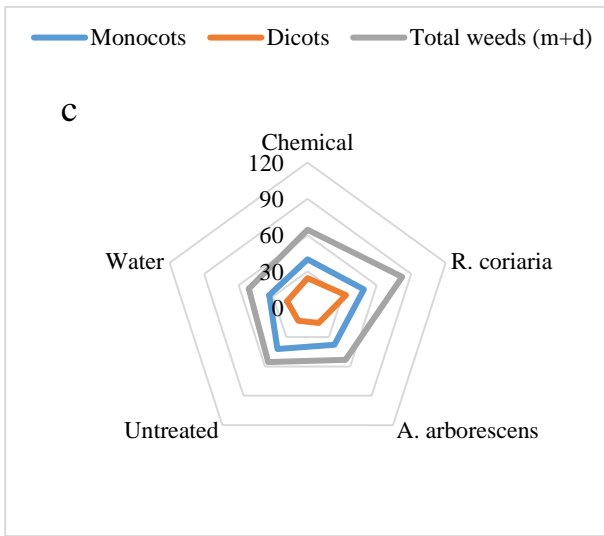 Monocots Dicots Total weeds (m+d)
c
Chemical
120
90
60
30
0
R. coriaria
A. arborescens
Untreated
Water